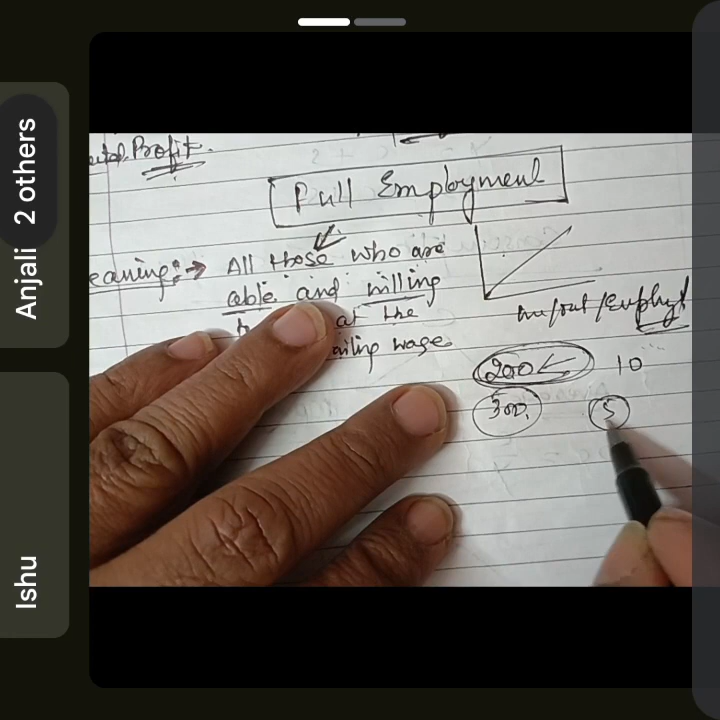 Profit.
Full Employment
eaning:→ All those who are
able and willing
at the
ailing wage
200 10
300. 5
Anjali 2 others
Ishu